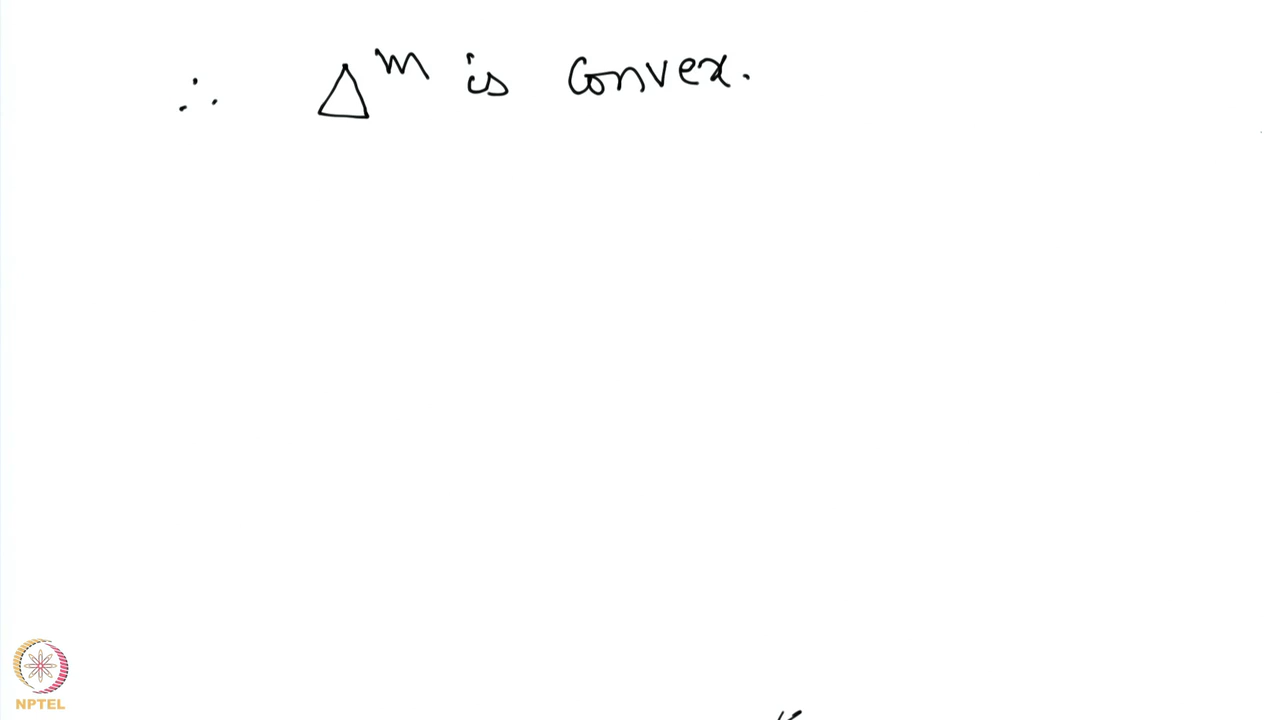 ∴ Δ^m is convex.
NPTEL